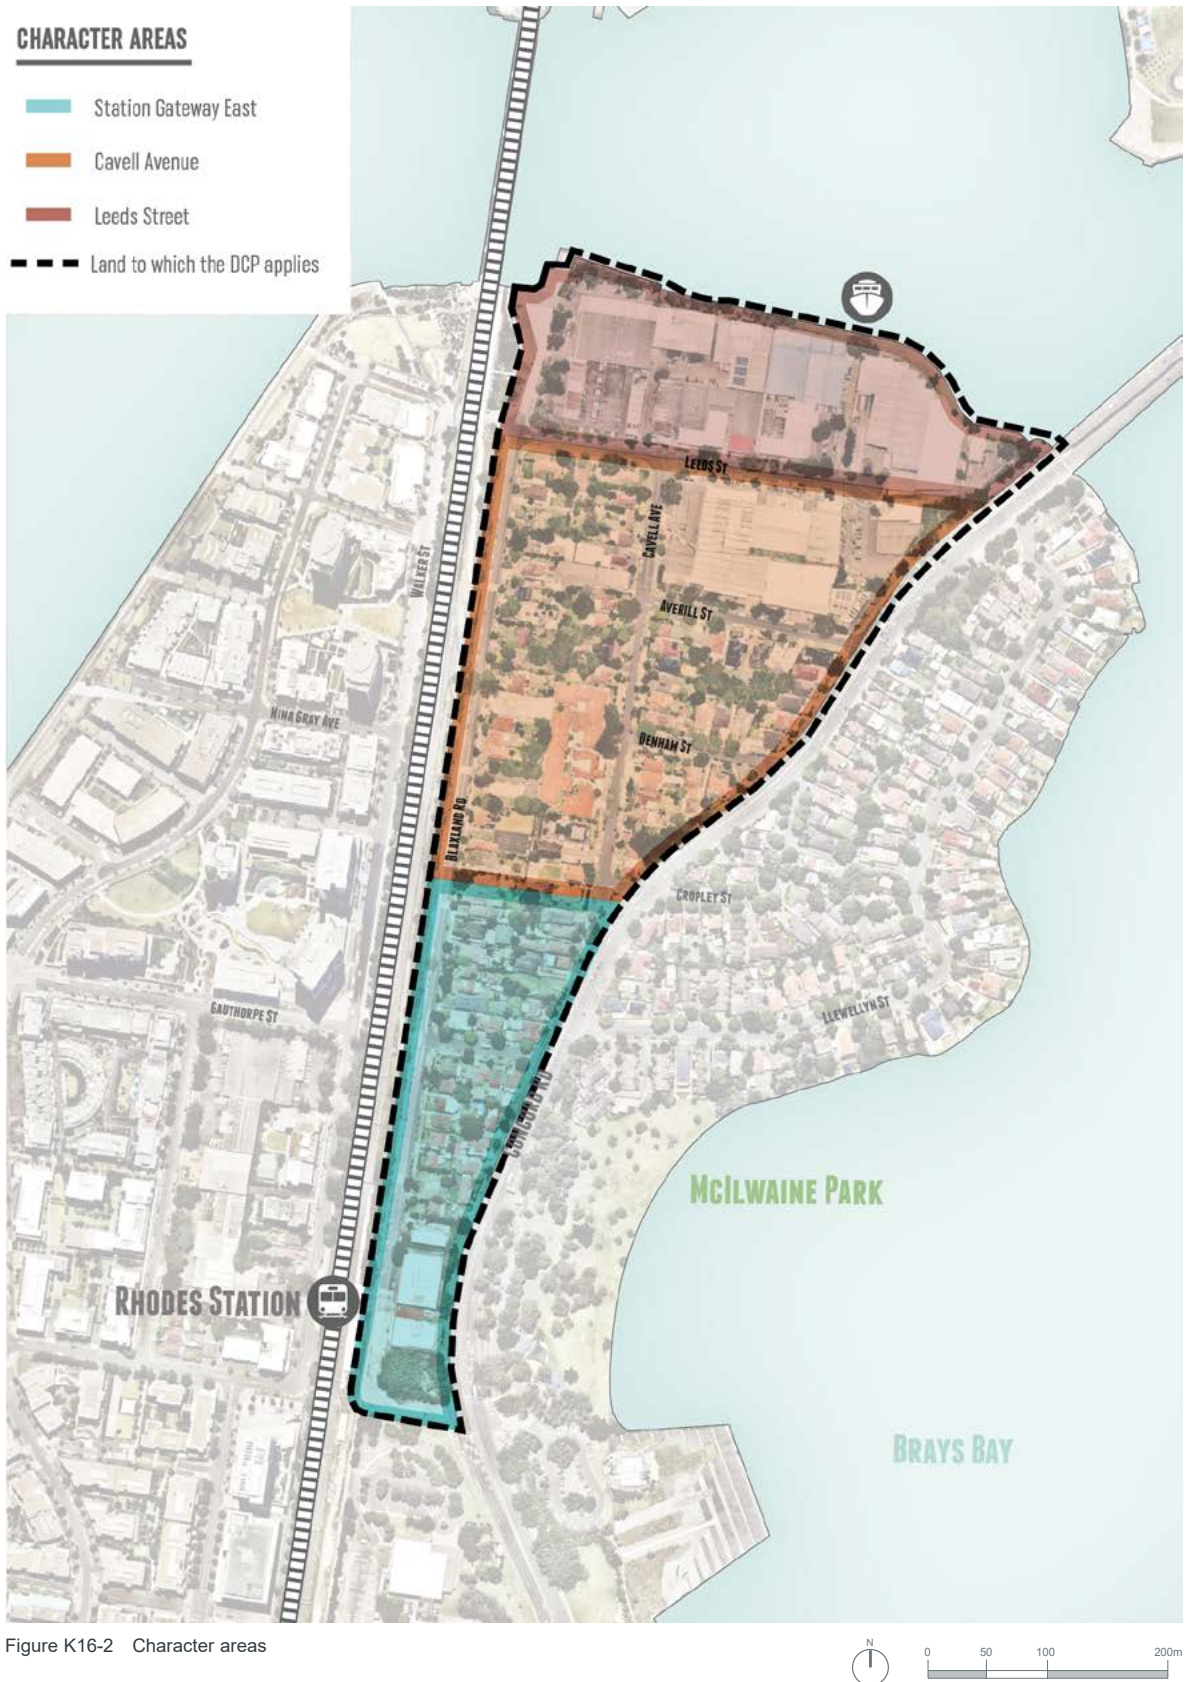 CHARACTER AREAS
Station Gateway East
Cavell Avenue
Leeds Street
Land to which the DCP applies
LEEDS ST
CAVELL AVE
WALKER ST
AVERILL ST
NINA GRAY AVE
DENHAM ST
BLAXLAND RD
CROPLEY ST
GAUTHORPE ST
LLEWELLYN ST
CONCORD RD
MCILWAINE PARK
RHODES STATION
BRAYS BAY
Figure K16-2 Character areas
N
0 50 100 200m